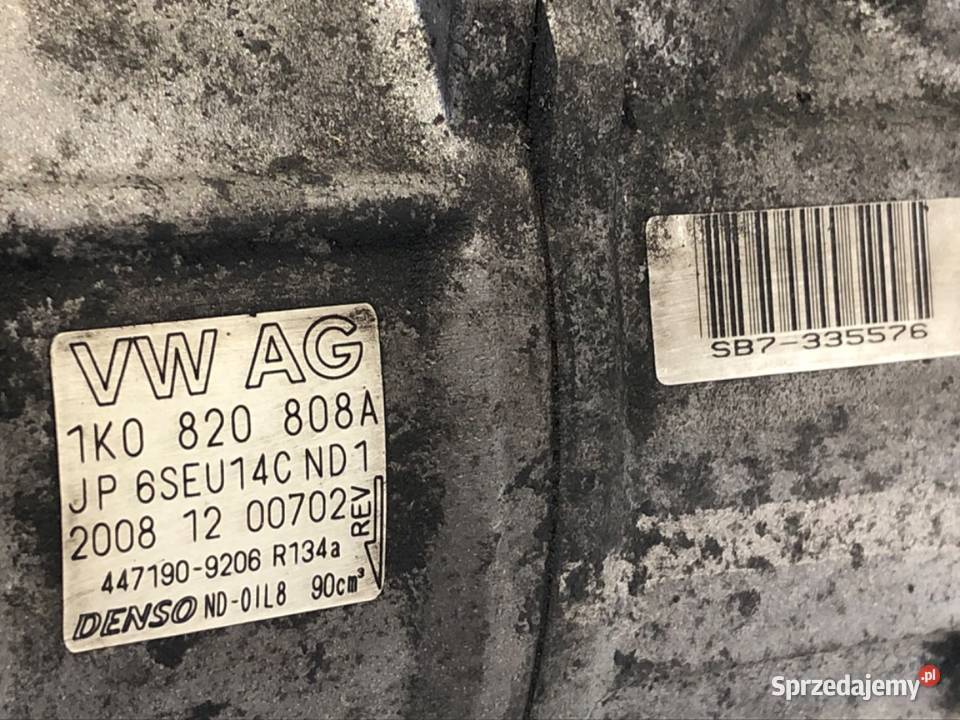 VW AG
1K0 820 808A
JP 6SEU14C ND1
2008 12 00702
REV
447190-9206 R134a
DENSO ND-OIL8 90cm³
SB7-335576
Sprzedajemy.pl